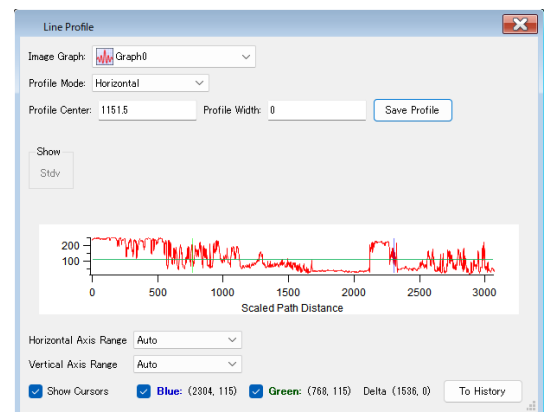 Line Profile
Image Graph: Graph0
Profile Mode: Horizontal
Profile Center: 1151.5 Profile Width: 0 Save Profile
Show
Stdv
200
100
0 500 1000 1500 2000 2500 3000
Scaled Path Distance
Horizontal Axis Range Auto
Vertical Axis Range Auto
Show Cursors Blue: (2304, 115) Green: (768, 115) Delta (1536, 0) To History